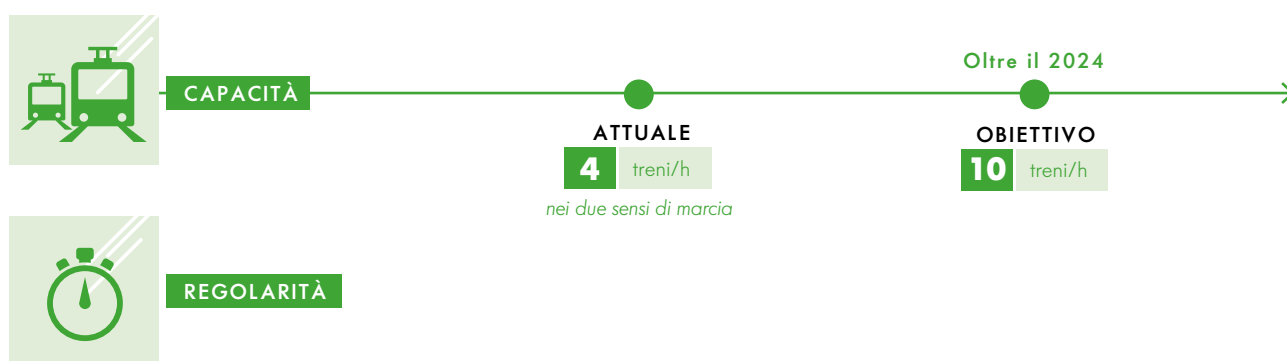 Oltre il 2024
CAPACITÀ
ATTUALE
OBIETTIVO
4 treni/h
10 treni/h
nei due sensi di marcia
REGOLARITÀ